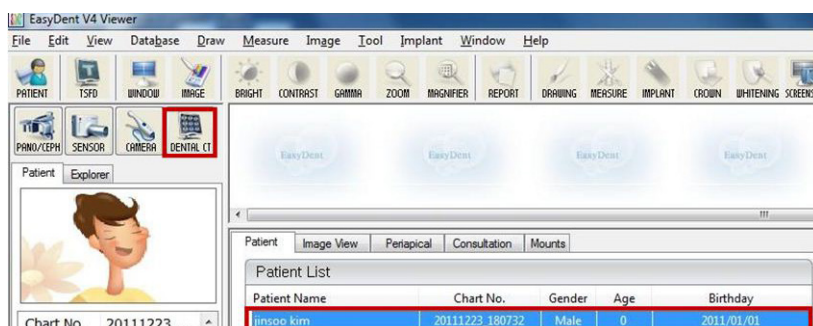 EasyDent V4 Viewer
File Edit View Database Draw Measure Image Tool Implant Window Help
PATIENT TSFD WINDOW IMAGE BRIGHT CONTRAST GAMMA ZOOM MAGNIFIER REPORT DRAWING MEASURE IMPLANT CROWN WHITENING SCREENS
PANO/CEPH SENSOR CAMERA DENTAL CT
EasyDent EasyDent EasyDent EasyDent
Patient Explorer
Patient Image View Periapical Consultation Mounts
Patient List
Patient Name Chart No. Gender Age Birthday
jinsoo kim 20111223_180732 Male 0 2011/01/01
Chart No. 20111223